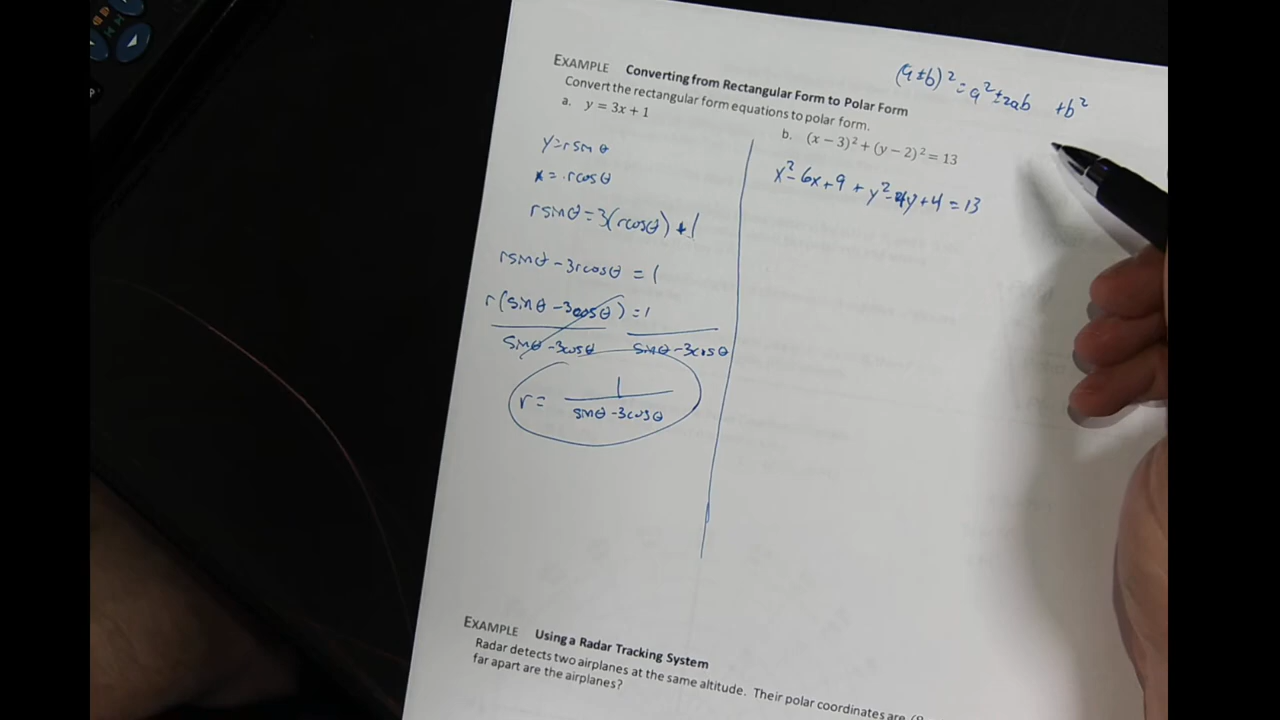 EXAMPLE Converting from Rectangular Form to Polar Form
Convert the rectangular form equations to polar form.
a. y = 3x + 1
y = r sin θ
x = r cos θ
r sin θ = 3(r cos θ) + 1
r sin θ - 3r cos θ = 1
r(sin θ - 3cos θ) = 1
sin θ - 3cos θ sin θ - 3cos θ
r = 1
sin θ - 3cos θ
(a ± b)² = a² ± 2ab + b²
b. (x − 3)² + (y − 2)² = 13
x² - 6x + 9 + y² - 4y + 4 = 13
EXAMPLE Using a Radar Tracking System
Radar detects two airplanes at the same altitude. Their polar coordinates are (8
far apart are the airplanes?